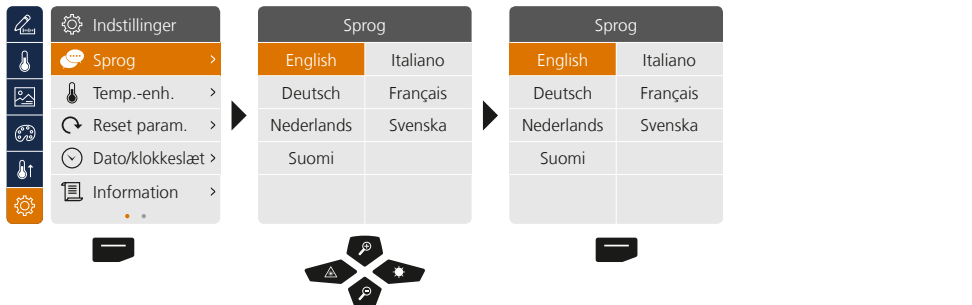 Indstillinger
Sprog
Temp.-enh.
Reset param.
Dato/klokkeslæt
Information
Sprog
English Italiano
Deutsch Français
Nederlands Svenska
Suomi
Sprog
English Italiano
Deutsch Français
Nederlands Svenska
Suomi